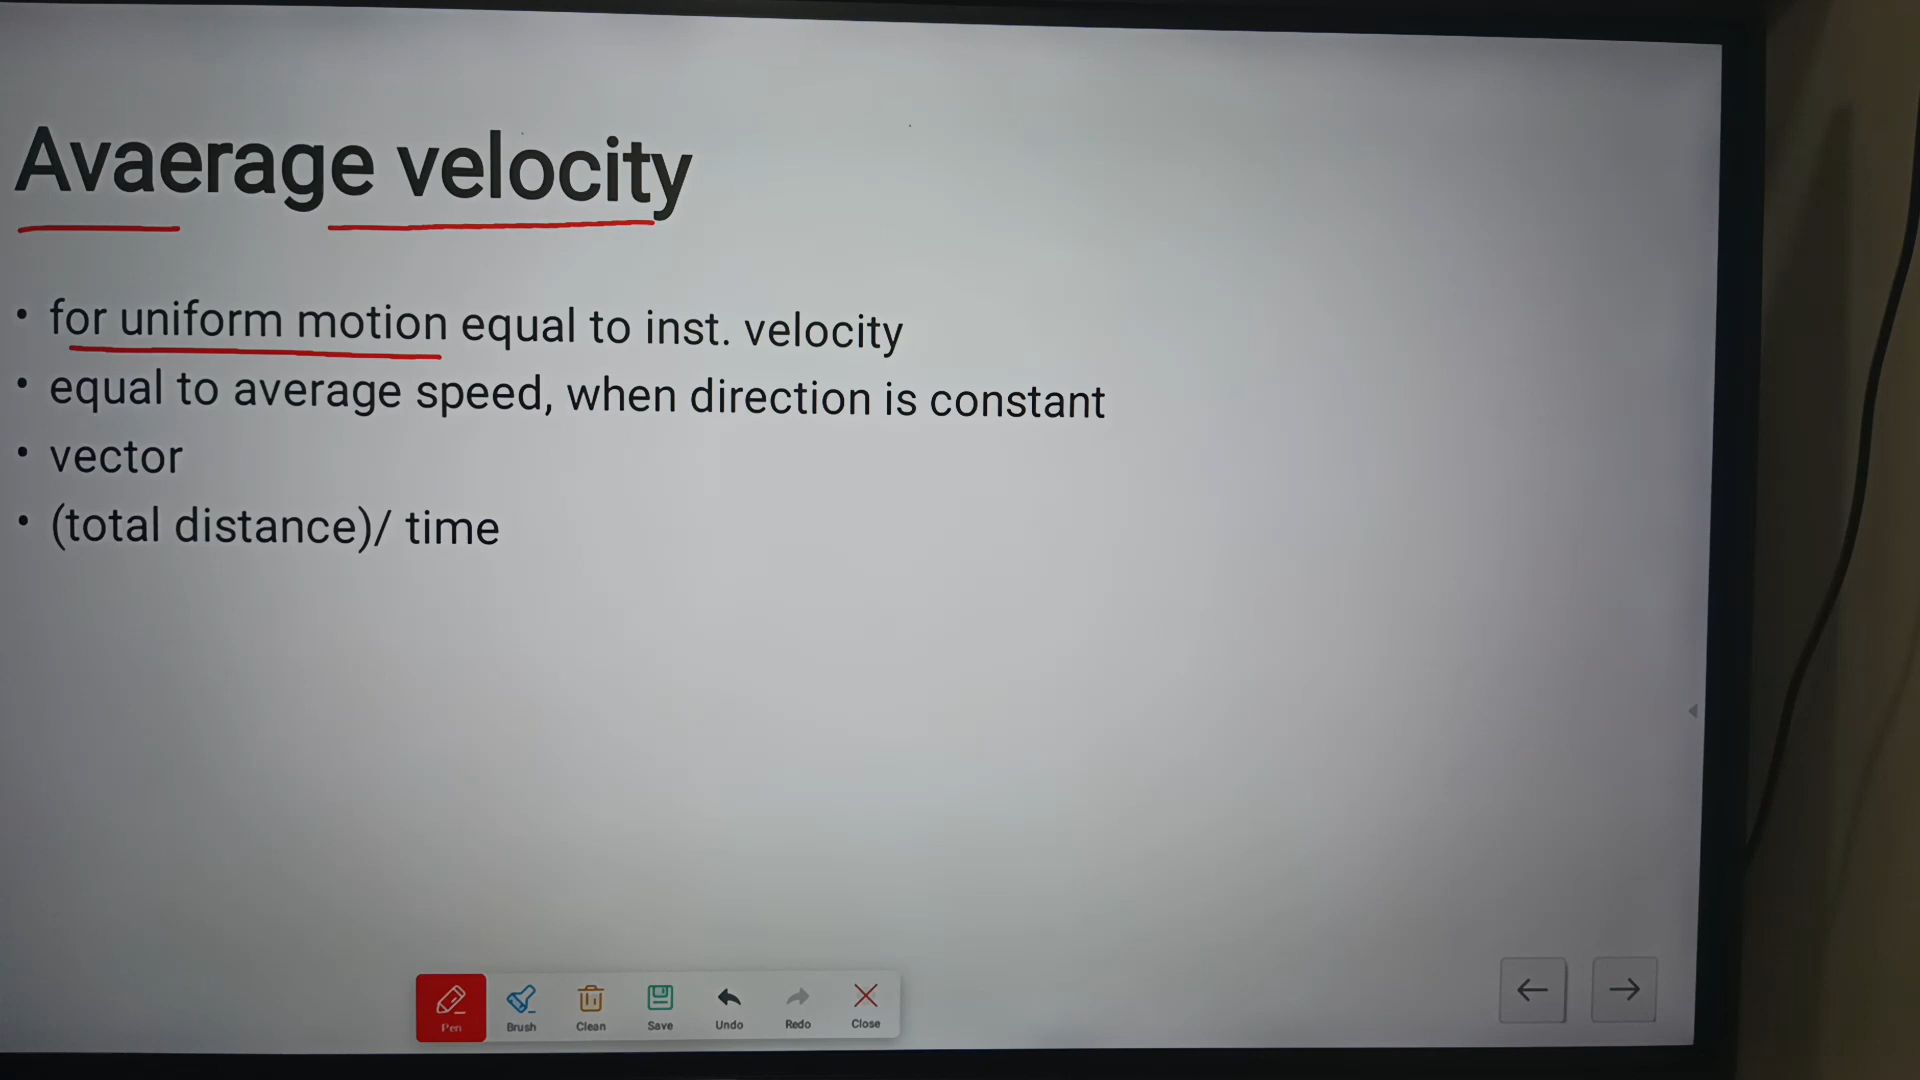 Avaerage velocity
• for uniform motion equal to inst. velocity
• equal to average speed, when direction is constant
• vector
• (total distance)/ time
Pen Brush Clean Save Undo Redo Close